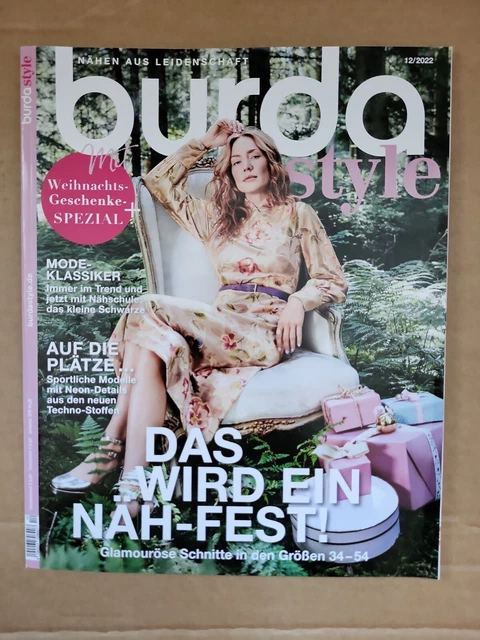 NÄHEN AUS LEIDENSCHAFT
12/2022
burda
style
burda style
mit
Weihnachts-
Geschenke-
SPEZIAL
+
MODE-
KLASSIKER
Immer im Trend und
jetzt mit Nähschule
das kleine Schwarze
burdastyle.de
AUF DIE
PLÄTZE ...
Sportliche Modelle
mit Neon-Details
aus den neuen
Techno-Stoffen
DAS
WIRD EIN
NÄH-FEST!
Glamouröse Schnitte in den Größen 34–54